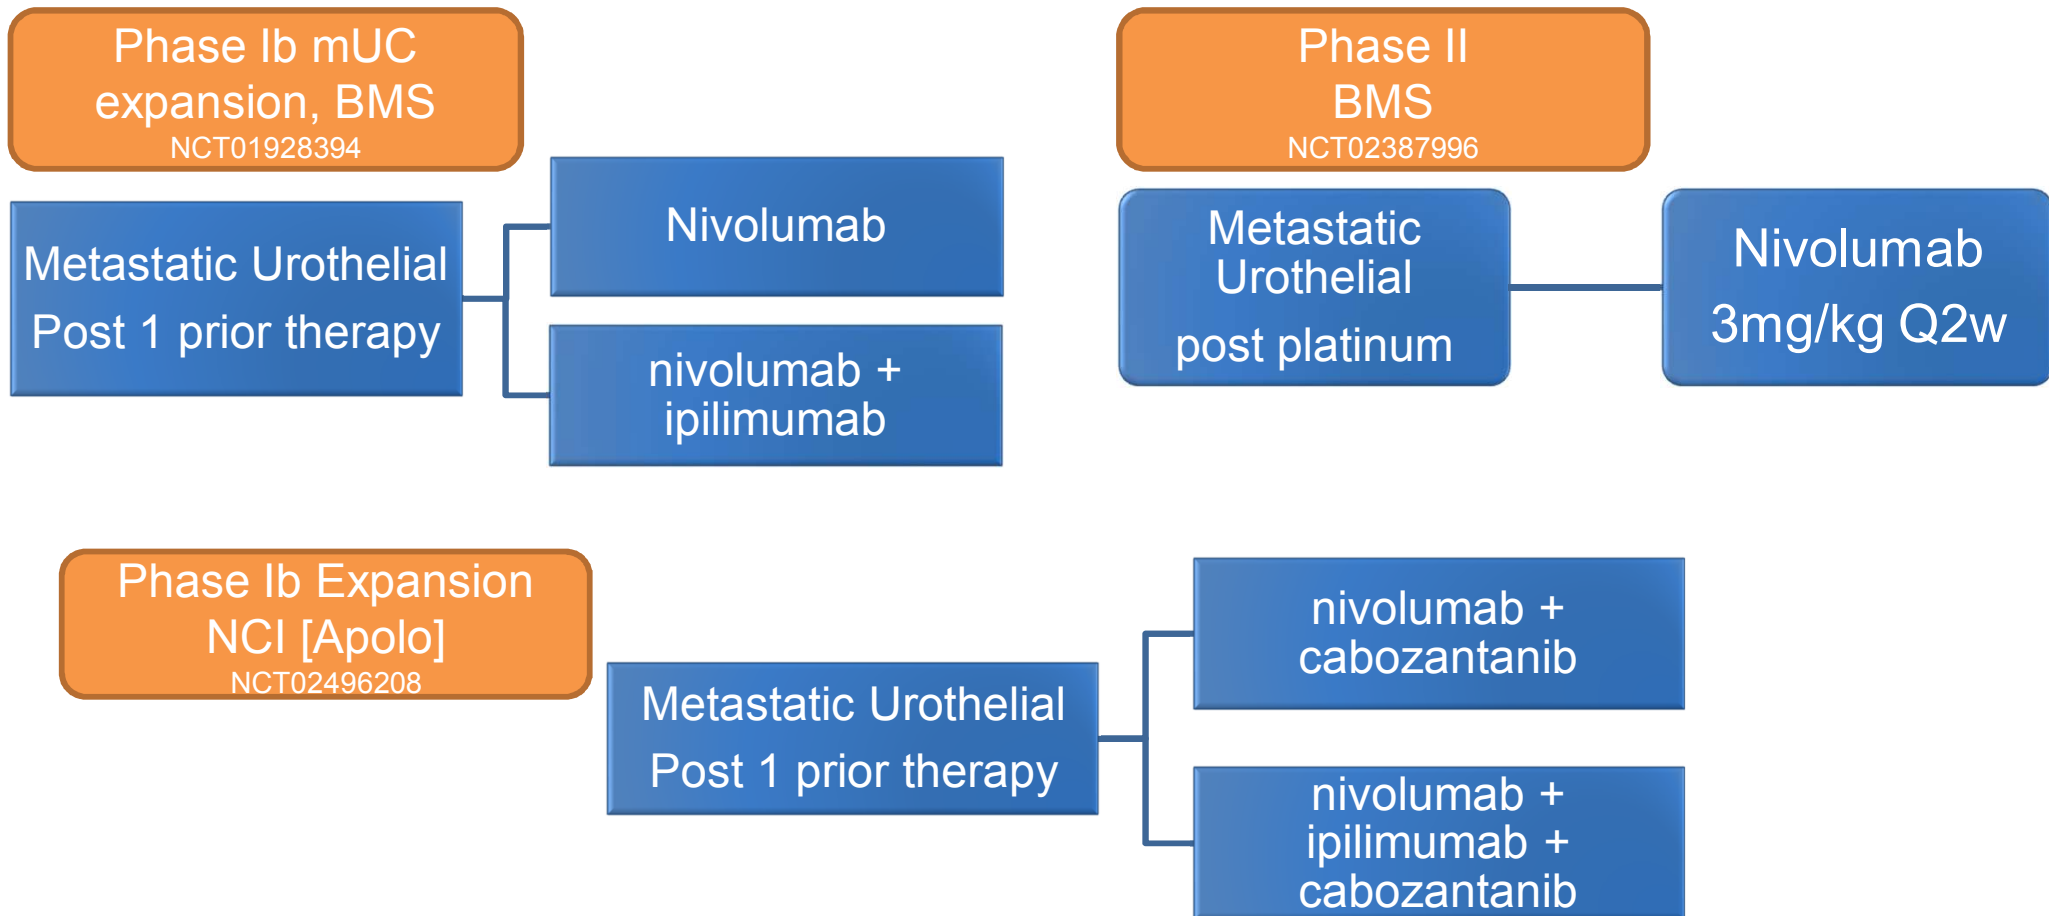 Phase Ib mUC
expansion, BMS
NCT01928394
Metastatic Urothelial
Post 1 prior therapy
Nivolumab
nivolumab +
ipilimumab
Phase II
BMS
NCT02387996
Metastatic
Urothelial
post platinum
Nivolumab
3mg/kg Q2w
Phase Ib Expansion
NCI [Apolo]
NCT02496208
Metastatic Urothelial
Post 1 prior therapy
nivolumab +
cabozantanib
nivolumab +
ipilimumab +
cabozantanib